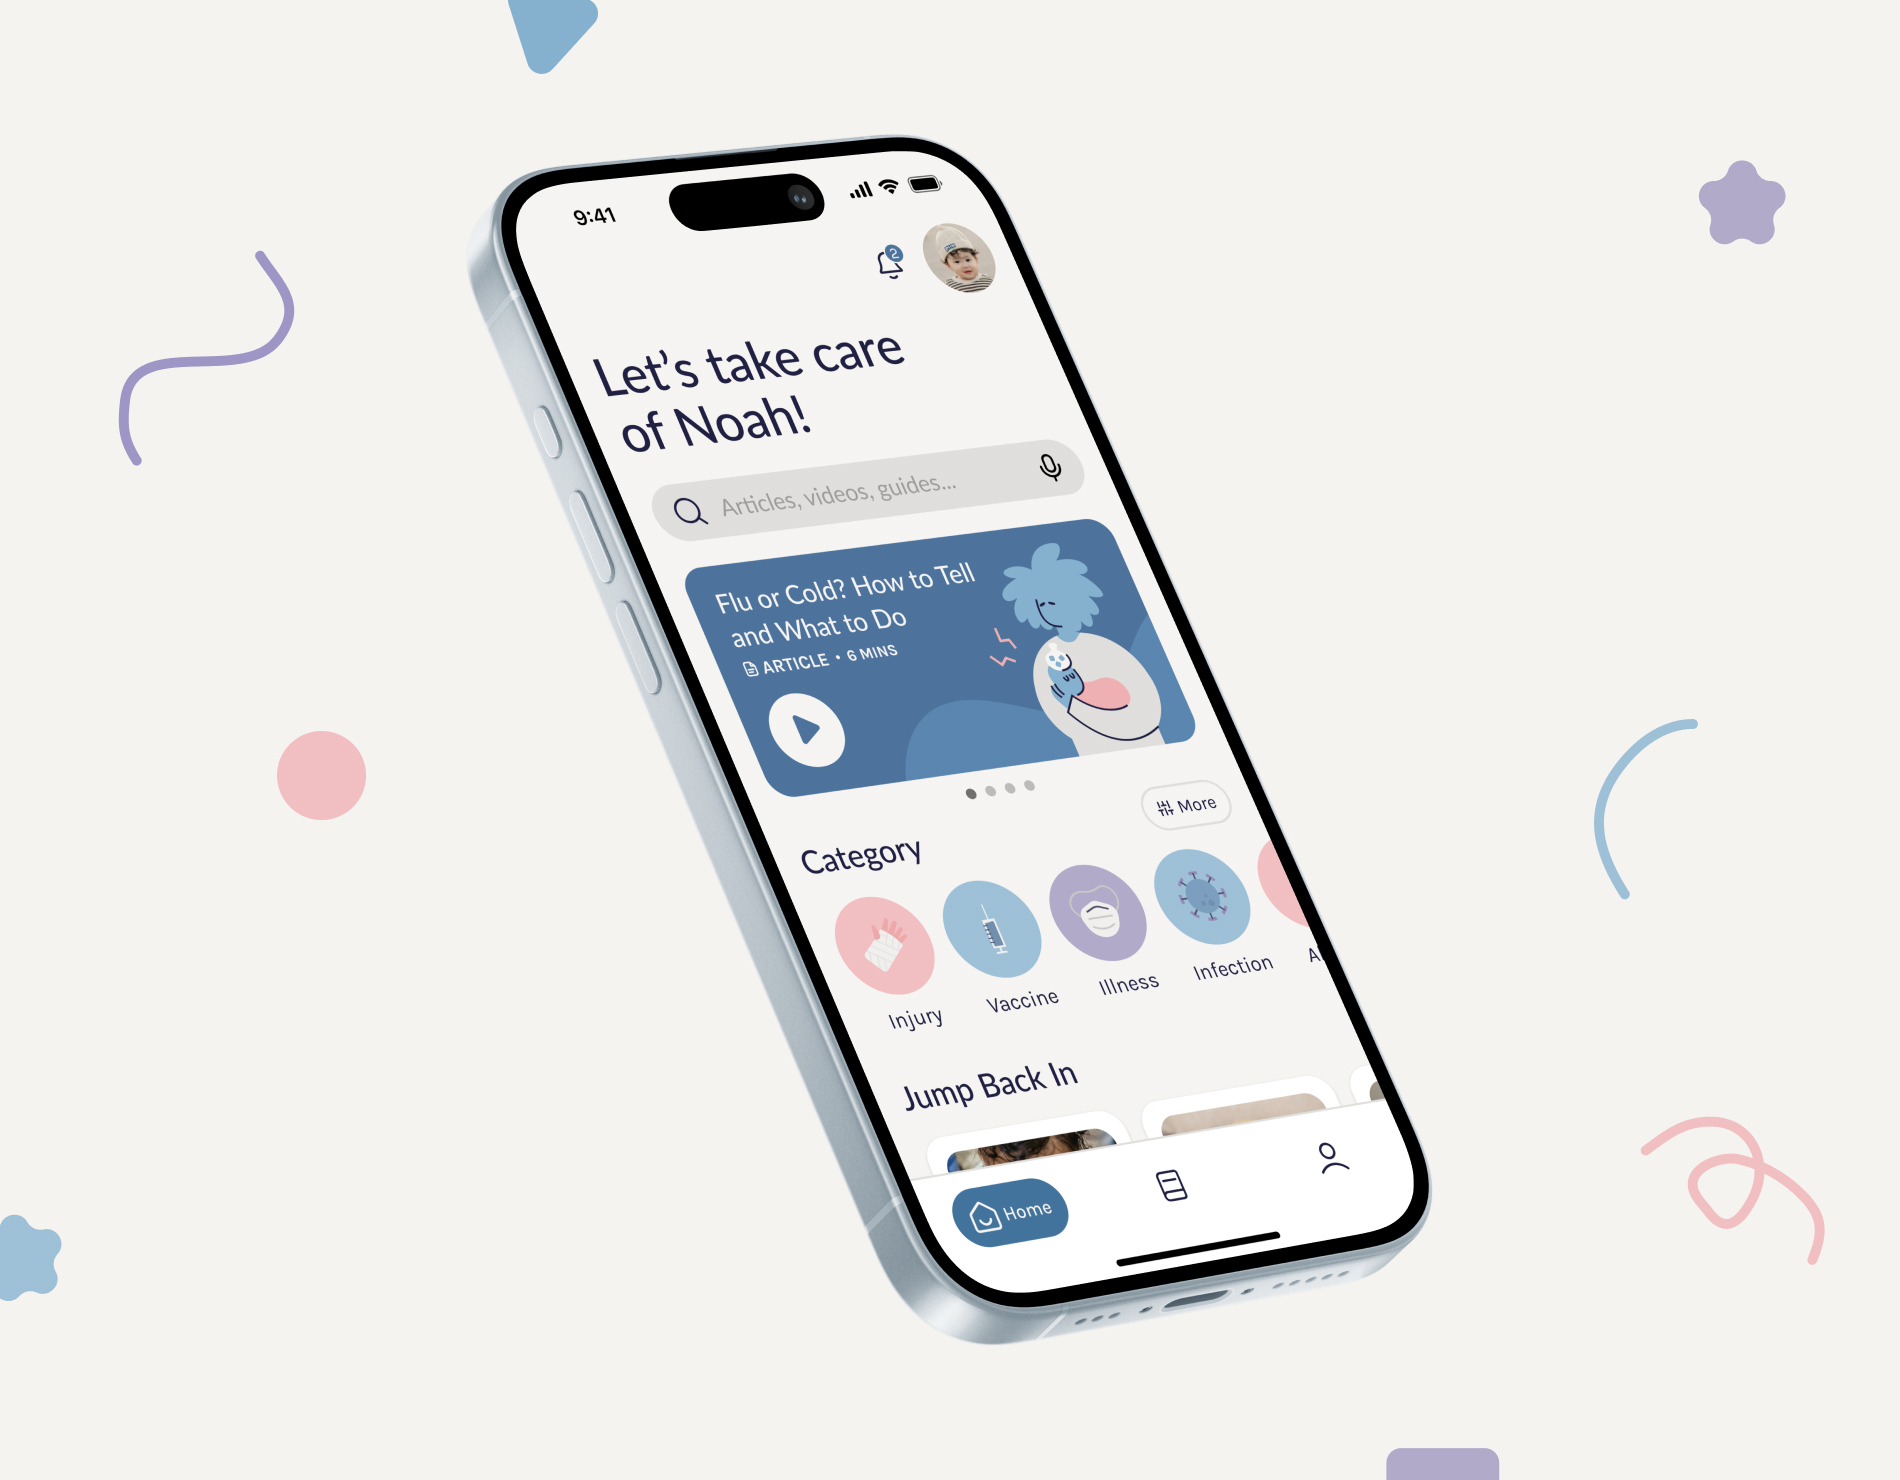 9:41
2
Let's take care
of Noah!
Articles, videos, guides...
Flu or Cold? How to Tell
and What to Do
ARTICLE • 6 MINS
More
Category
Injury
Vaccine
Illness
Infection
Jump Back In
Home